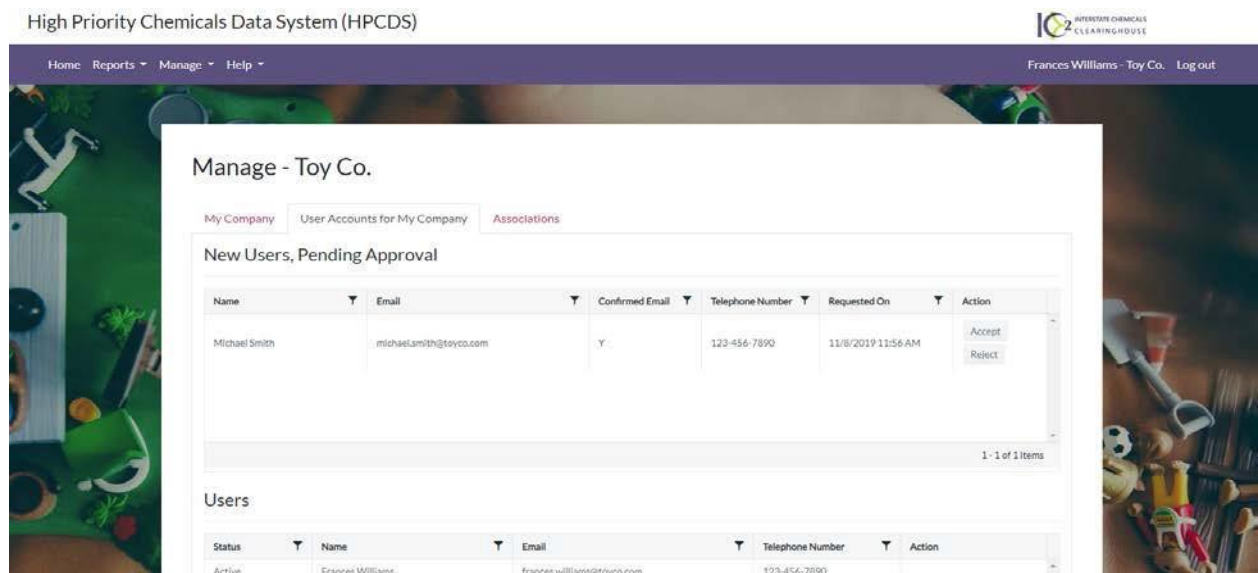 High Priority Chemicals Data System (HPCDS)
IC2 INTERSTATE CHEMICALS
CLEARINGHOUSE
Home Reports Manage Help Frances Williams - Toy Co. Log out
Manage - Toy Co.
My Company User Accounts for My Company Associations
New Users, Pending Approval
Name Email Confirmed Email Telephone Number Requested On Action
Michael Smith michael.smith@toyco.com Y 123-456-7890 11/8/2019 11:56 AM Accept
Reject
1 - 1 of 1 items
Users
Status Name Email Telephone Number Action
Active Frances Williams frances.williams@toyco.com 123-456-7890